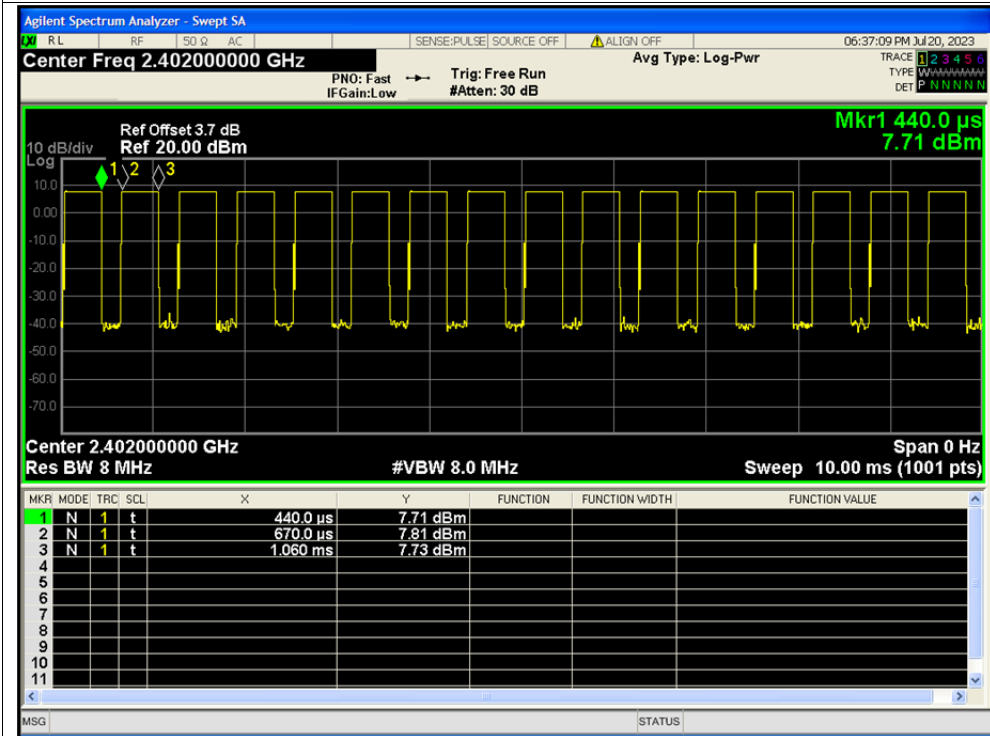 Agilent Spectrum Analyzer - Swept SA
LXI RL RF 50 Ω AC SENSE:PULSE SOURCE OFF ALIGN OFF 06:37:09 PM Jul 20, 2023
Center Freq 2.402000000 GHz
PNO: Fast
IFGain:Low
Trig: Free Run
#Atten: 30 dB
Avg Type: Log-Pwr
TRACE 1 2 3 4 5 6
TYPE WWWWWWW
DET P N N N N N
Mkr1 440.0 µs
7.71 dBm
Ref Offset 3.7 dB
10 dB/div Ref 20.00 dBm
Log
1 2 3
10.0
0.00
-10.0
-20.0
-30.0
-40.0
-50.0
-60.0
-70.0
Center 2.402000000 GHz Span 0 Hz
Res BW 8 MHz #VBW 8.0 MHz Sweep 10.00 ms (1001 pts)
MKR MODE TRC SCL X Y FUNCTION FUNCTION WIDTH FUNCTION VALUE
1 N 1 t 440.0 µs 7.71 dBm
2 N 1 t 670.0 µs 7.81 dBm
3 N 1 t 1.060 ms 7.73 dBm
4
5
6
7
8
9
10
11
MSG STATUS